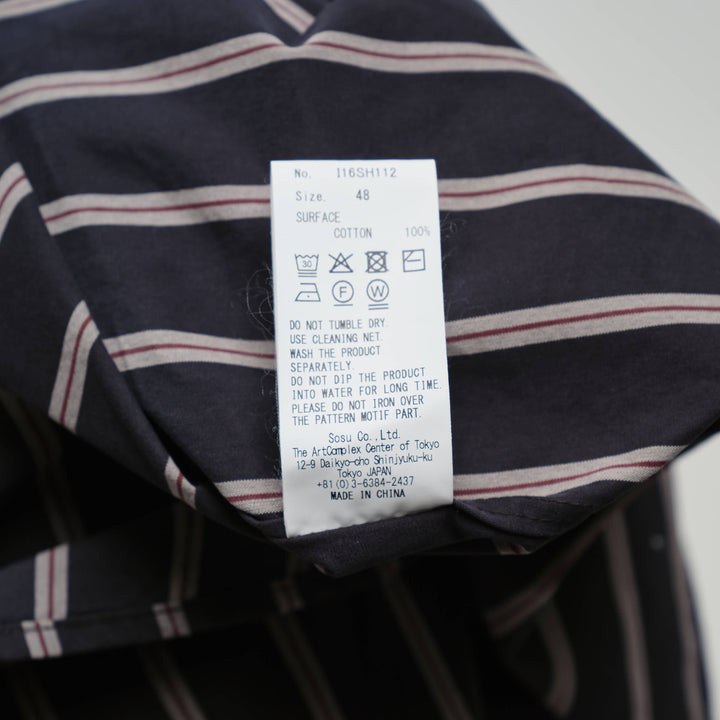 No. I16SH112
Size. 48
SURFACE
COTTON 100%
30
F W
DO NOT TUMBLE DRY.
USE CLEANING NET.
WASH THE PRODUCT
SEPARATELY.
DO NOT DIP THE PRODUCT
INTO WATER FOR LONG TIME.
PLEASE DO NOT IRON OVER
THE PATTERN MOTIF PART.
Sosu Co., Ltd.
The ArtComplex Center of Tokyo
12-9 Daikyo-cho Shinjyuku-ku
Tokyo JAPAN
+81(0)3-6384-2437
MADE IN CHINA